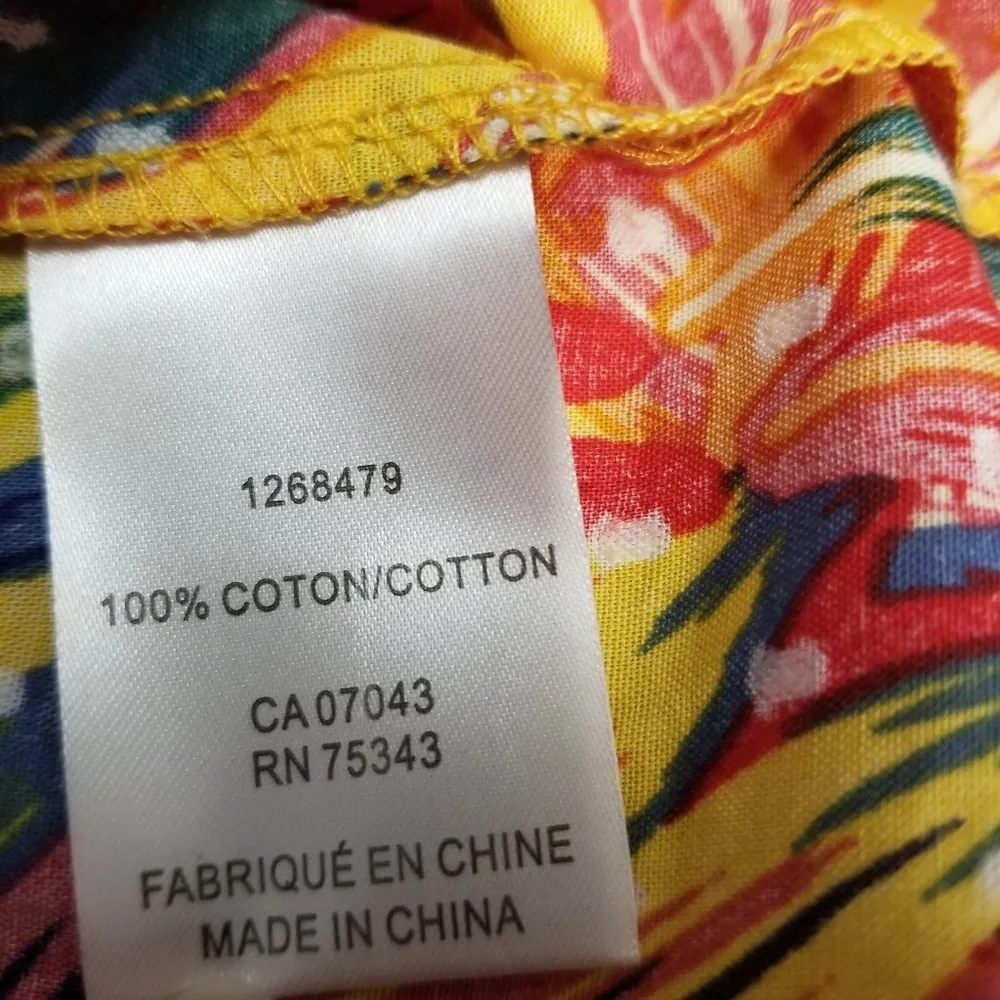 1268479
100% COTON/COTTON
CA 07043
RN 75343
FABRIQUÉ EN CHINE
MADE IN CHINA